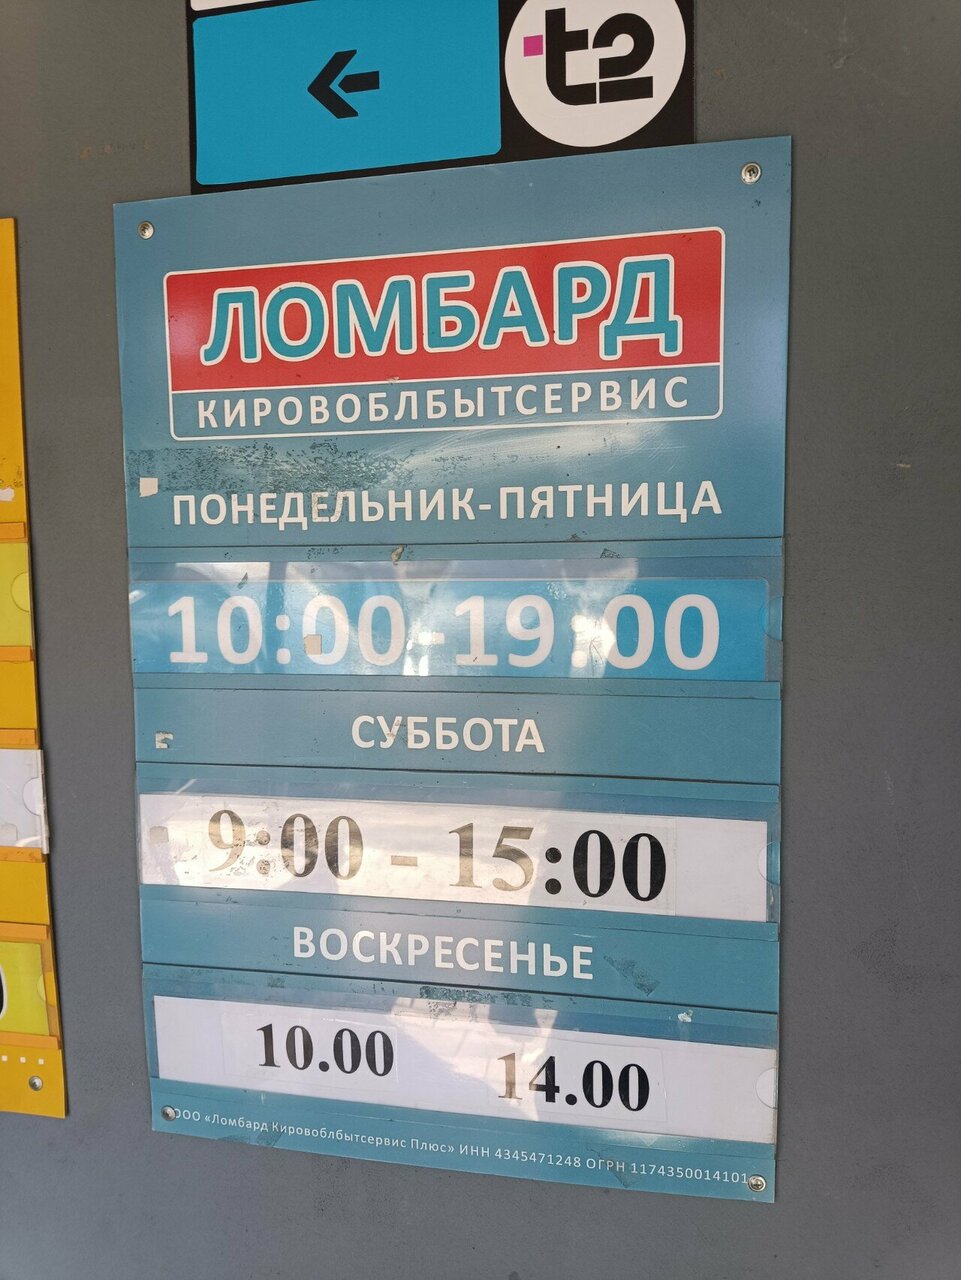 t2
ЛОМБАРД
КИРОВОБЛБЫТСЕРВИС
ПОНЕДЕЛЬНИК-ПЯТНИЦА
10:00-19:00
СУББОТА
9:00 - 15:00
ВОСКРЕСЕНЬЕ
10.00 14.00
ООО «Ломбард Кировоблбытсервис Плюс» ИНН 4345471248 ОГРН 1174350014101